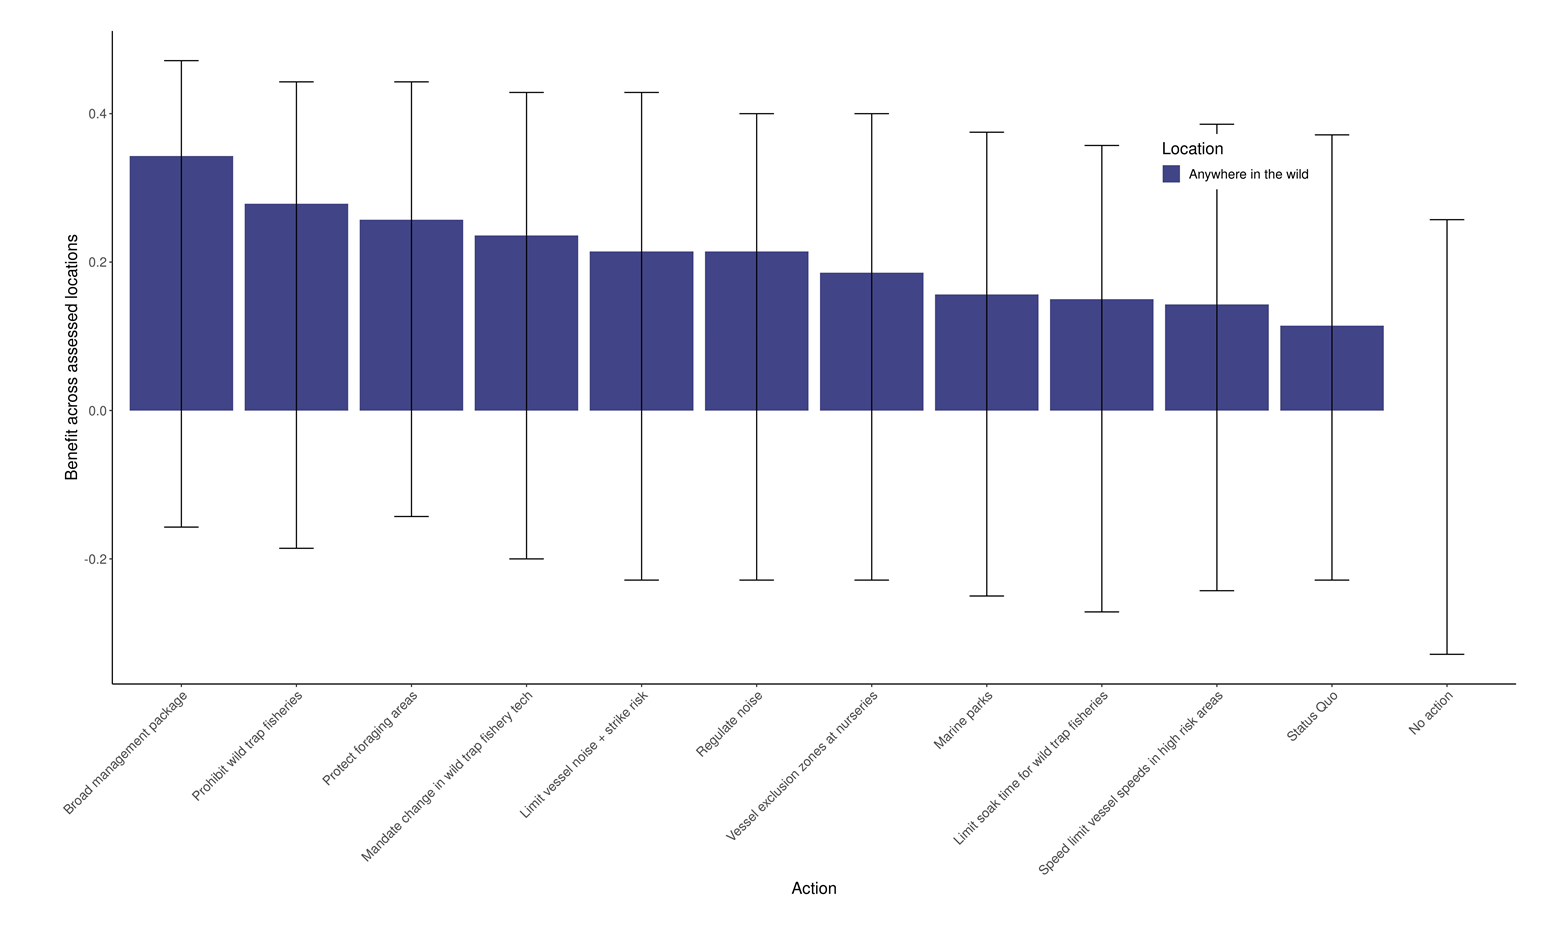 Benefit across assessed locations
0.4
0.2
0.0
-0.2
Location
Anywhere in the wild
Broad management package
Prohibit wild trap fisheries
Protect foraging areas
Mandate change in wild trap fishery tech
Limit vessel noise + strike risk
Regulate noise
Vessel exclusion zones at nurseries
Marine parks
Limit soak time for wild trap fisheries
Speed limit vessel speeds in high risk areas
Status Quo
No action
Action